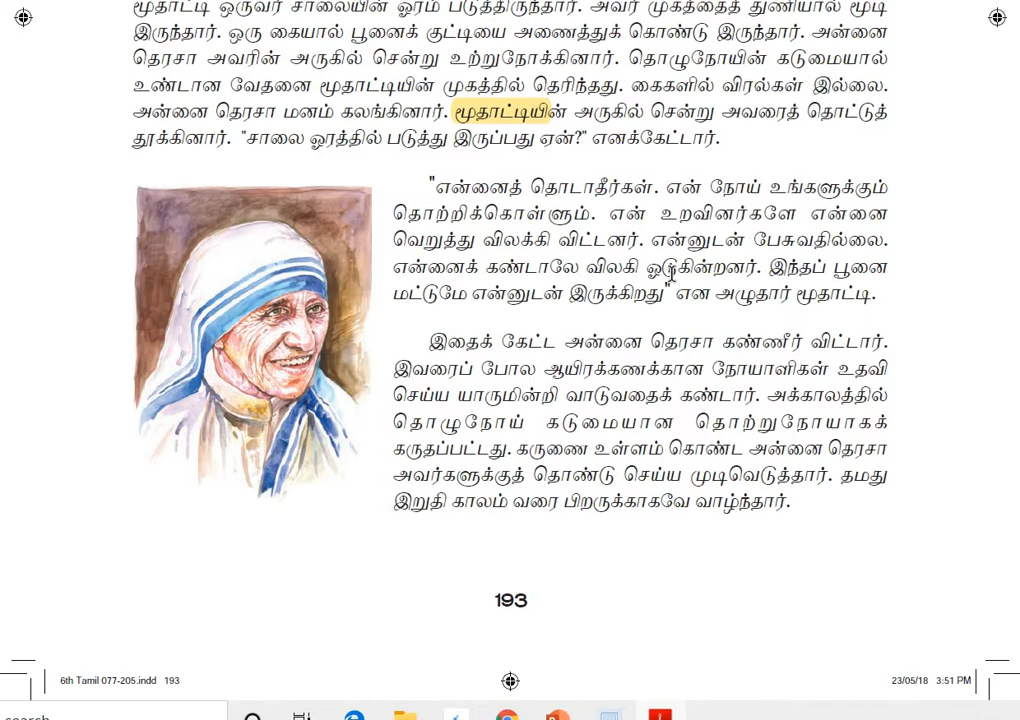 மூதாட்டி ஒருவர் சாலையின் ஓரம் படுத்திருந்தார். அவர் முகத்தைத் துணியால் மூடி
இருந்தார். ஒரு கையால் பூனைக் குட்டியை அணைத்துக் கொண்டு இருந்தார். அன்னை
தெரசா அவரின் அருகில் சென்று உற்றுநோக்கினார். தொழுநோயின் கடுமையால்
உண்டான வேதனை மூதாட்டியின் முகத்தில் தெரிந்தது. கைகளில் விரல்கள் இல்லை.
அன்னை தெரசா மனம் கலங்கினார். மூதாட்டியின் அருகில் சென்று அவரைத் தொட்டுத்
தூக்கினார். "சாலை ஓரத்தில் படுத்து இருப்பது ஏன்?" எனக்கேட்டார்.
"என்னைத் தொடாதீர்கள். என் நோய் உங்களுக்கும்
தொற்றிக்கொள்ளும். என் உறவினர்களே என்னை
வெறுத்து விலக்கி விட்டனர். என்னுடன் பேசுவதில்லை.
என்னைக் கண்டாலே விலகி ஓடுகின்றனர். இந்தப் பூனை
மட்டுமே என்னுடன் இருக்கிறது" என அழுதார் மூதாட்டி.
இதைக் கேட்ட அன்னை தெரசா கண்ணீர் விட்டார்.
இவரைப் போல ஆயிரக்கணக்கான நோயாளிகள் உதவி
செய்ய யாருமின்றி வாடுவதைக் கண்டார். அக்காலத்தில்
தொழுநோய் கடுமையான தொற்றுநோயாகக்
கருதப்பட்டது. கருணை உள்ளம் கொண்ட அன்னை தெரசா
அவர்களுக்குத் தொண்டு செய்ய முடிவெடுத்தார். தமது
இறுதி காலம் வரை பிறருக்காகவே வாழ்ந்தார்.
193
6th Tamil 077-205.indd 193
23/05/18 3:51 PM
search